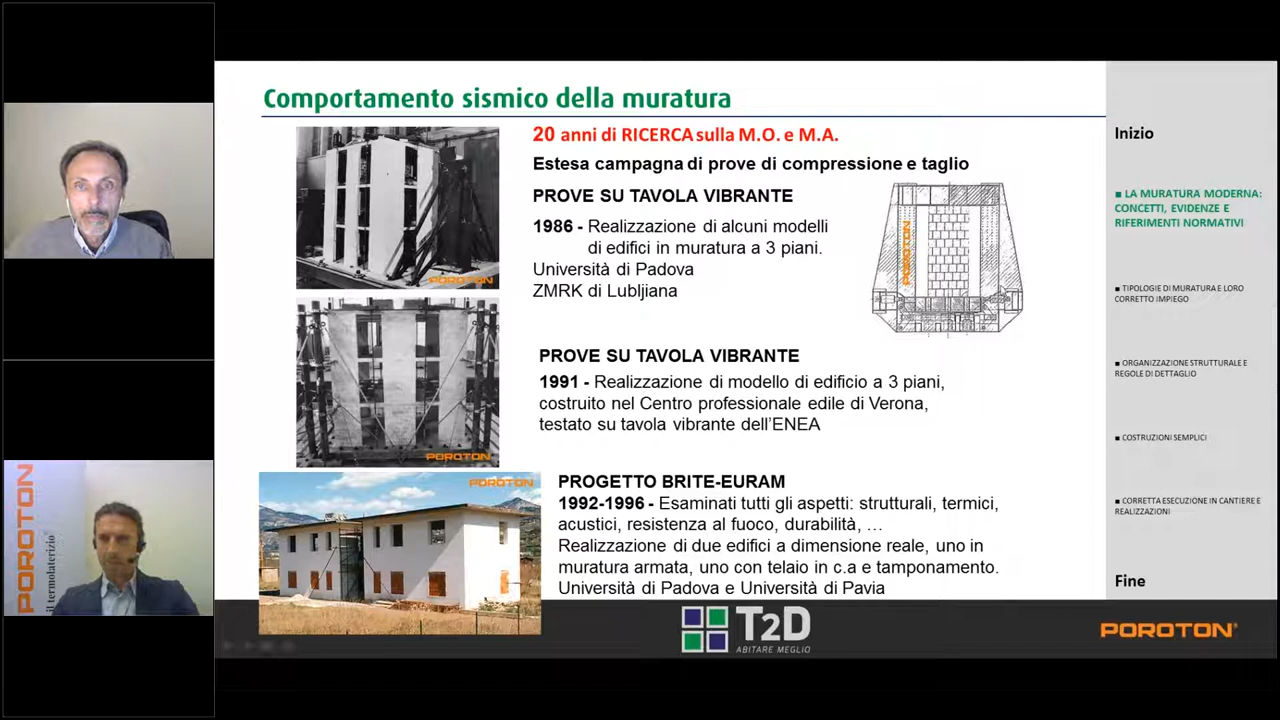 Comportamento sismico della muratura
20 anni di RICERCA sulla M.O. e M.A.
Estesa campagna di prove di compressione e taglio
PROVE SU TAVOLA VIBRANTE
1986 - Realizzazione di alcuni modelli
di edifici in muratura a 3 piani.
Università di Padova
ZMRK di Lubljiana
POROTON
POROTON
PROVE SU TAVOLA VIBRANTE
1991 - Realizzazione di modello di edificio a 3 piani,
costruito nel Centro professionale edile di Verona,
testato su tavola vibrante dell'ENEA
POROTON
POROTON
PROGETTO BRITE-EURAM
1992-1996 - Esaminati tutti gli aspetti: strutturali, termici,
acustici, resistenza al fuoco, durabilità, …
Realizzazione di due edifici a dimensione reale, uno in
muratura armata, uno con telaio in c.a e tamponamento.
Università di Padova e Università di Pavia
Inizio
■ LA MURATURA MODERNA:
CONCETTI, EVIDENZE E
RIFERIMENTI NORMATIVI
■ TIPOLOGIE DI MURATURA E LORO
CORRETTO IMPIEGO
■ ORGANIZZAZIONE STRUTTURALE E
REGOLE DI DETTAGLIO
■ COSTRUZIONI SEMPLICI
■ CORRETTA ESECUZIONE IN CANTIERE E
REALIZZAZIONI
Fine
T2D
ABITARE MEGLIO
POROTON®
POROTON
il termolaterizio